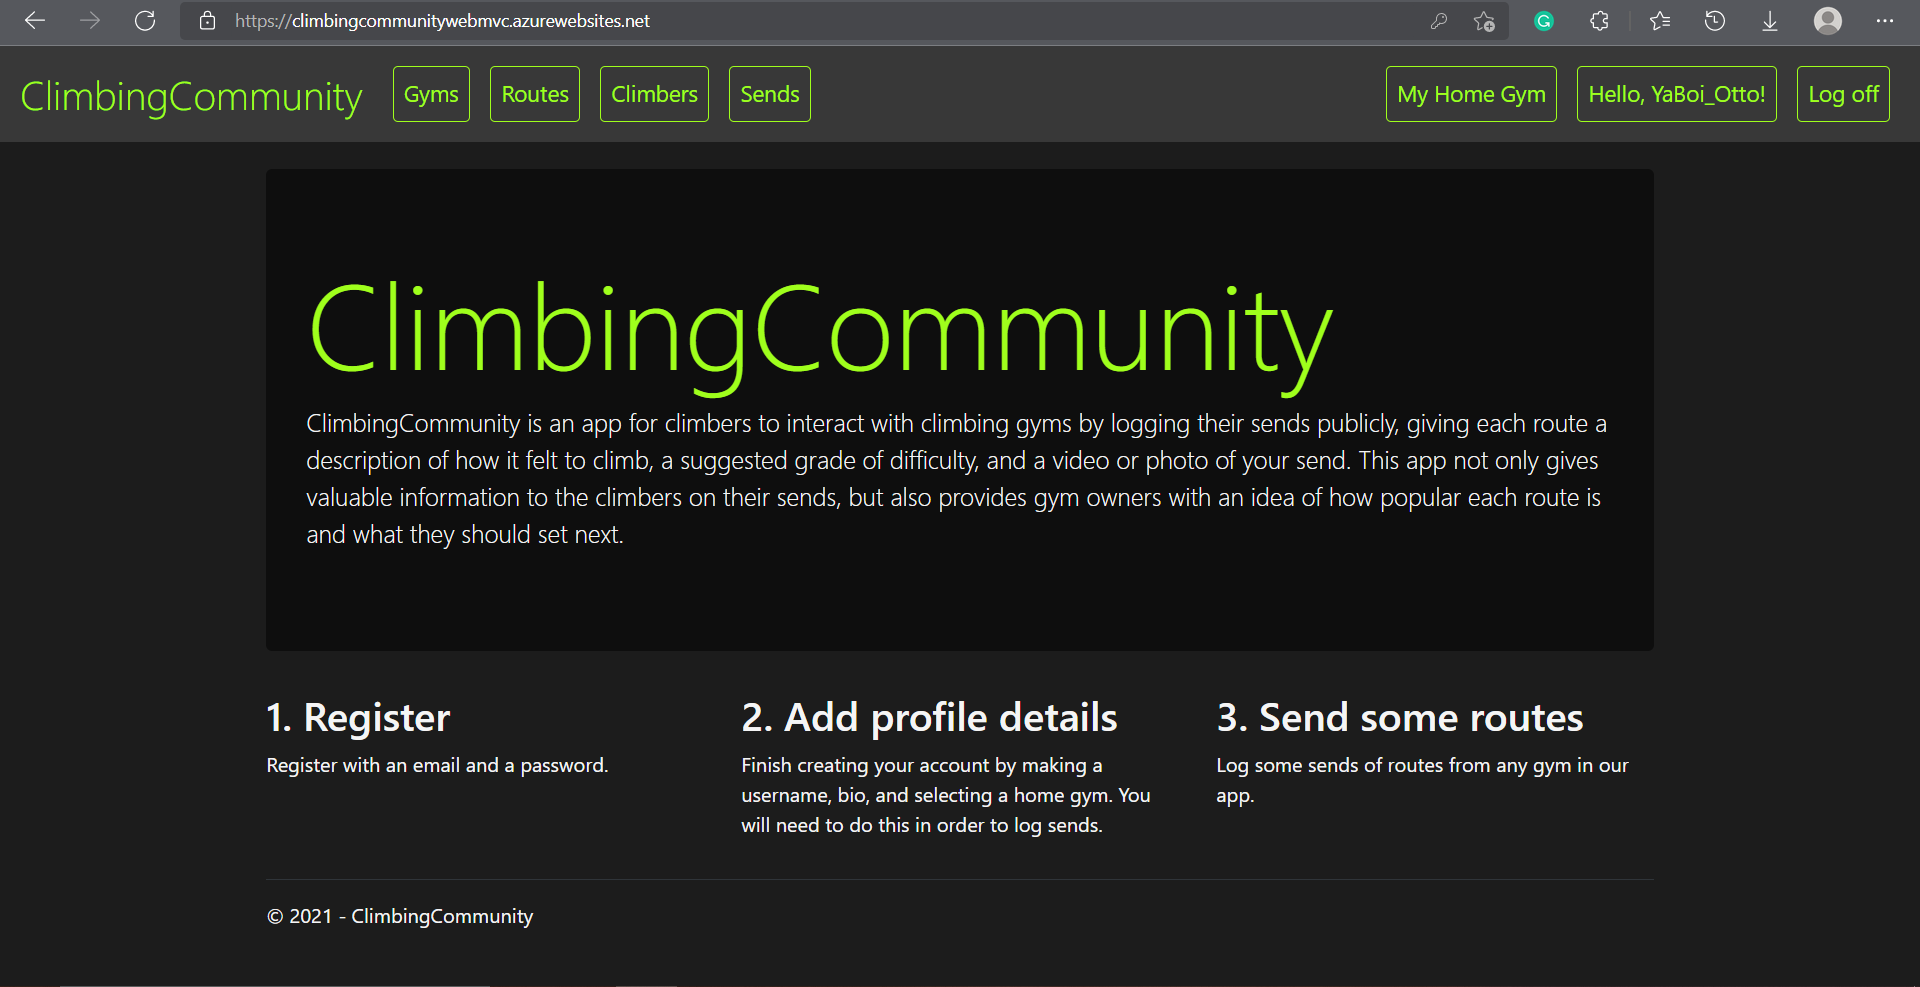 https://climbingcommunitywebmvc.azurewebsites.net
G
ClimbingCommunity Gyms Routes Climbers Sends My Home Gym Hello, YaBoi_Otto! Log off
ClimbingCommunity
ClimbingCommunity is an app for climbers to interact with climbing gyms by logging their sends publicly, giving each route a
description of how it felt to climb, a suggested grade of difficulty, and a video or photo of your send. This app not only gives
valuable information to the climbers on their sends, but also provides gym owners with an idea of how popular each route is
and what they should set next.
1. Register
Register with an email and a password.
2. Add profile details
Finish creating your account by making a
username, bio, and selecting a home gym. You
will need to do this in order to log sends.
3. Send some routes
Log some sends of routes from any gym in our
app.
© 2021 - ClimbingCommunity